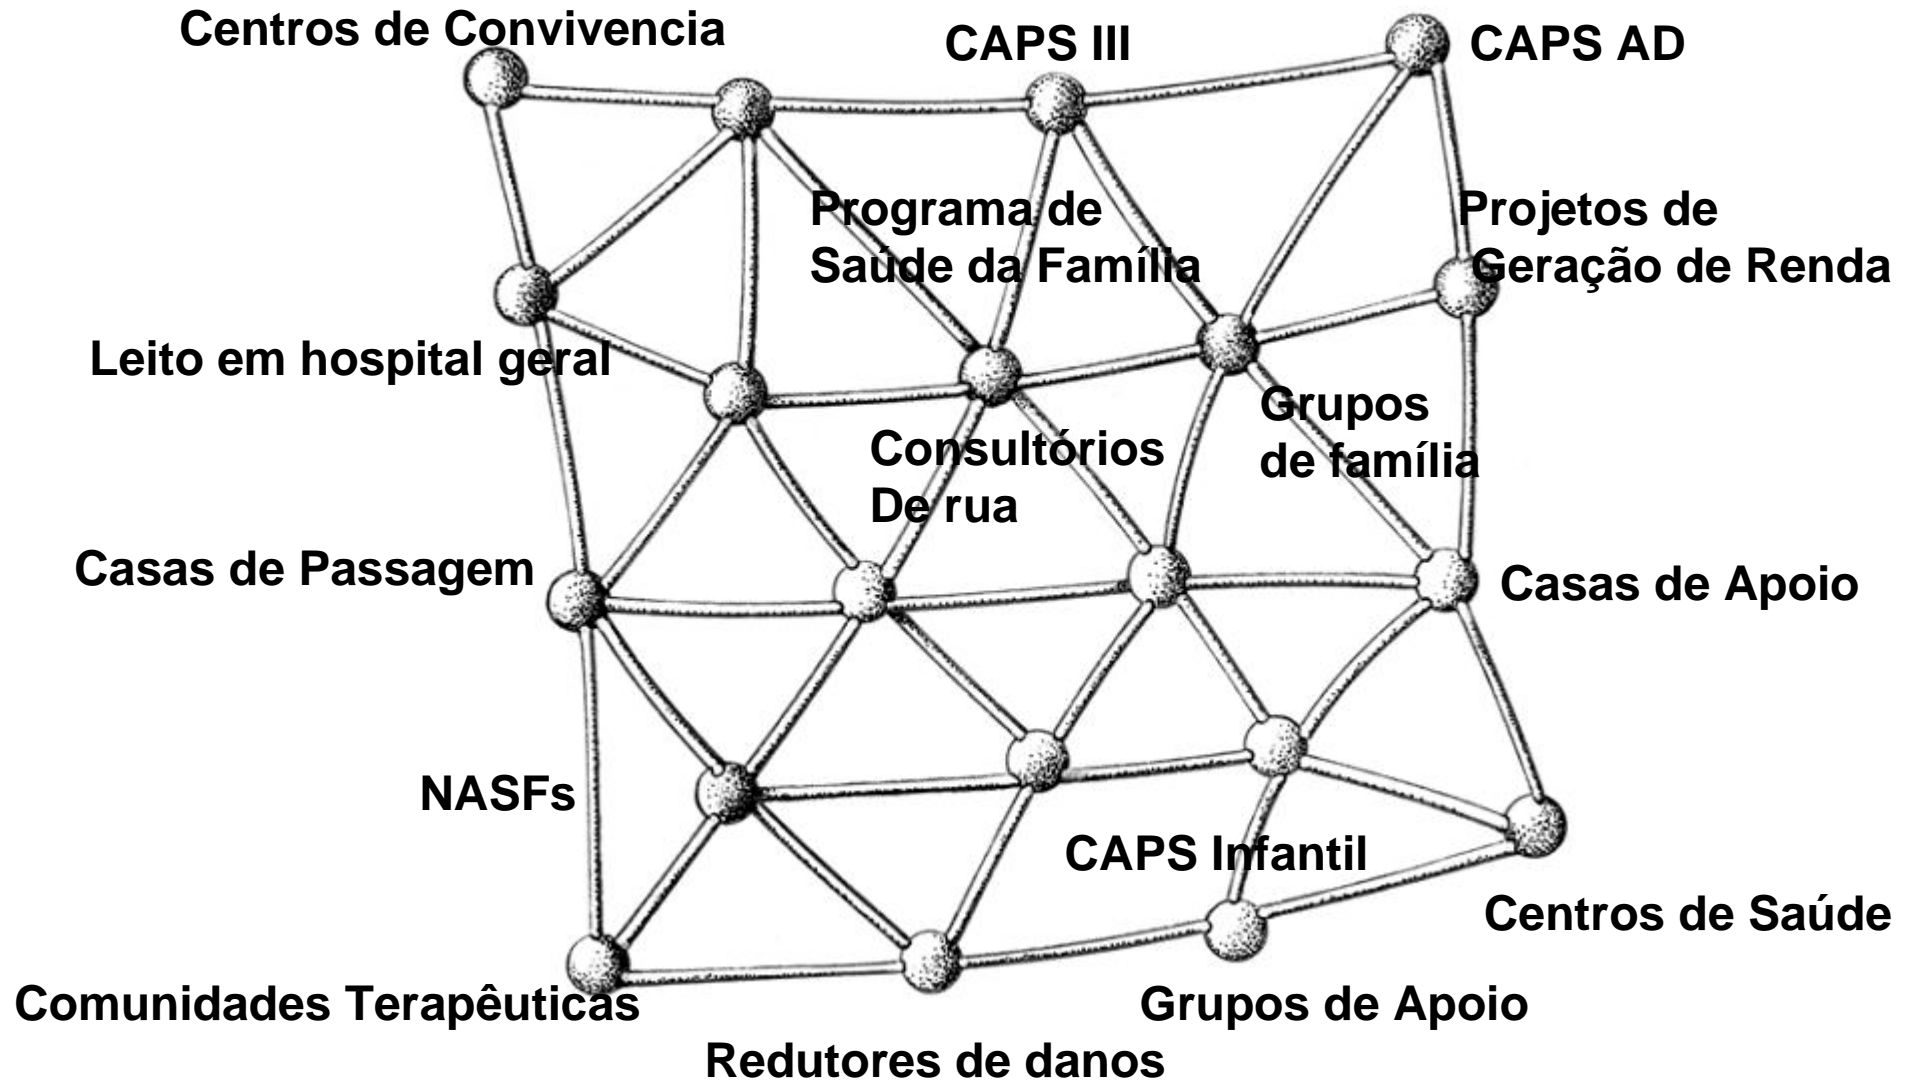 Centros de Convivencia
CAPS III
CAPS AD
Programa de
Saúde da Família
Projetos de
Geração de Renda
Leito em hospital geral
Grupos
de família
Consultórios
De rua
Casas de Passagem
Casas de Apoio
NASFs
CAPS Infantil
Centros de Saúde
Comunidades Terapêuticas
Grupos de Apoio
Redutores de danos